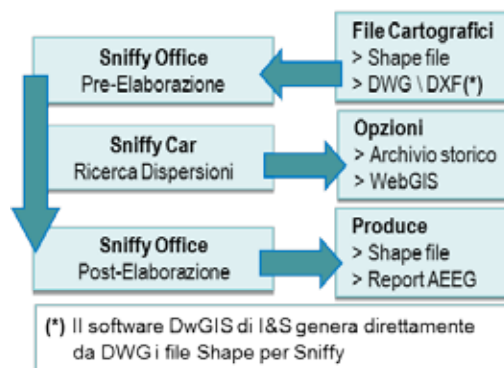 Sniffy Office
Pre-Elaborazione
File Cartografici
> Shape file
> DWG \ DXF(*)
Sniffy Car
Ricerca Dispersioni
Opzioni
> Archivio storico
> WebGIS
Sniffy Office
Post-Elaborazione
Produce
> Shape file
> Report AEEG
(*) Il software DwGIS di I&S genera direttamente
da DWG i file Shape per Sniffy